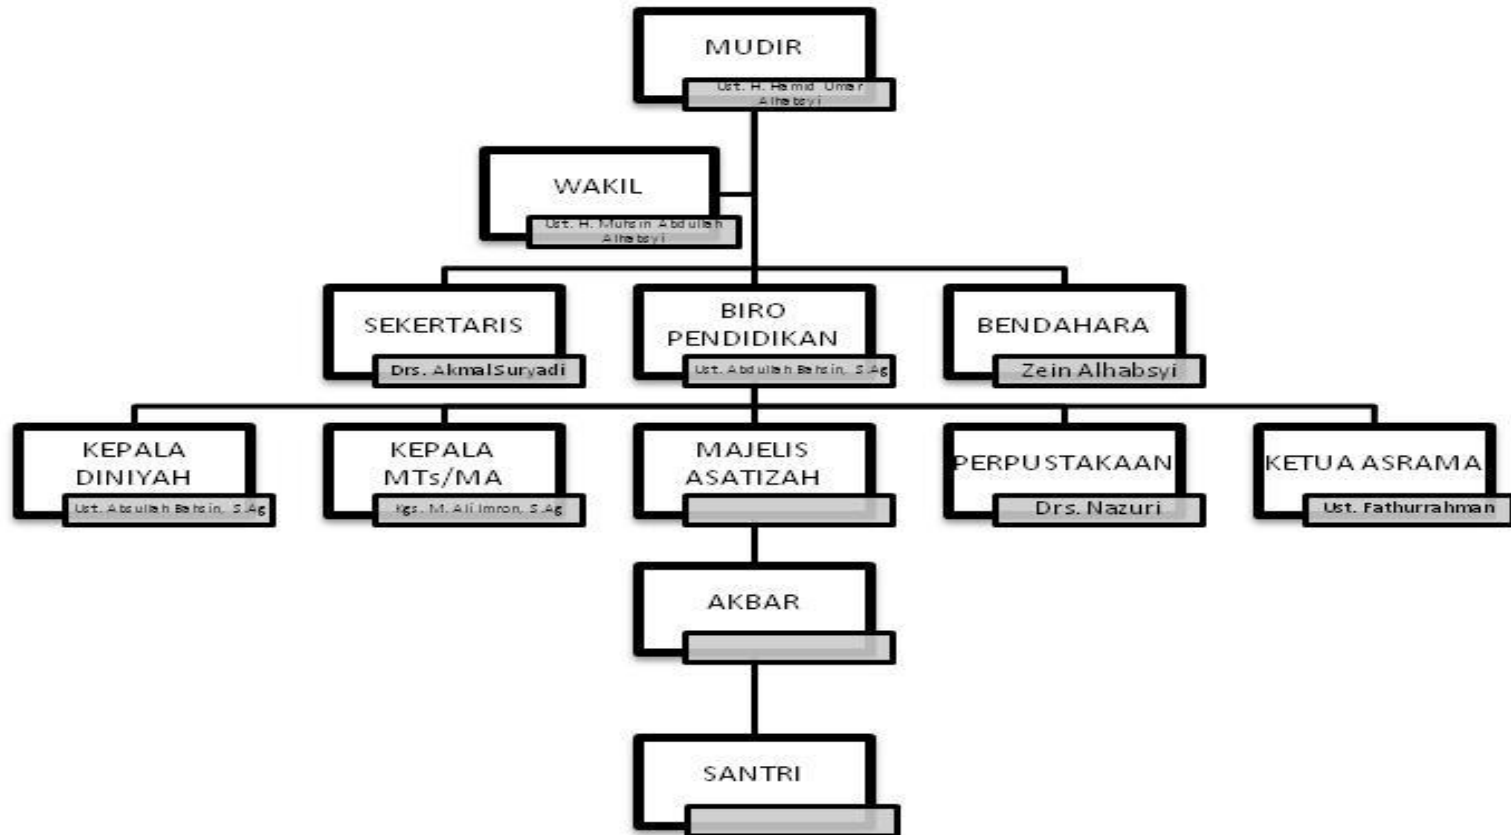 MUDIR
Ust. H. Hamid Umar
Alhabsyi
WAKIL
Ust. H. Muhsin Abdullah
Alhabsyi
SEKERTARIS
Drs. AkmalSuryadi
BIRO
PENDIDIKAN
Ust. Abdullah Bahsin, S.Ag
BENDAHARA
Zein Alhabsyi
KEPALA
DINIYAH
Ust. Absullah Bahsin, S.Ag
KEPALA
MTs/MA
Kgs. M. Ali Imron, S.Ag
MAJELIS
ASATIZAH
PERPUSTAKAAN
Drs. Nazuri
KETUA ASRAMA
Ust. Fathurrahman
AKBAR
SANTRI